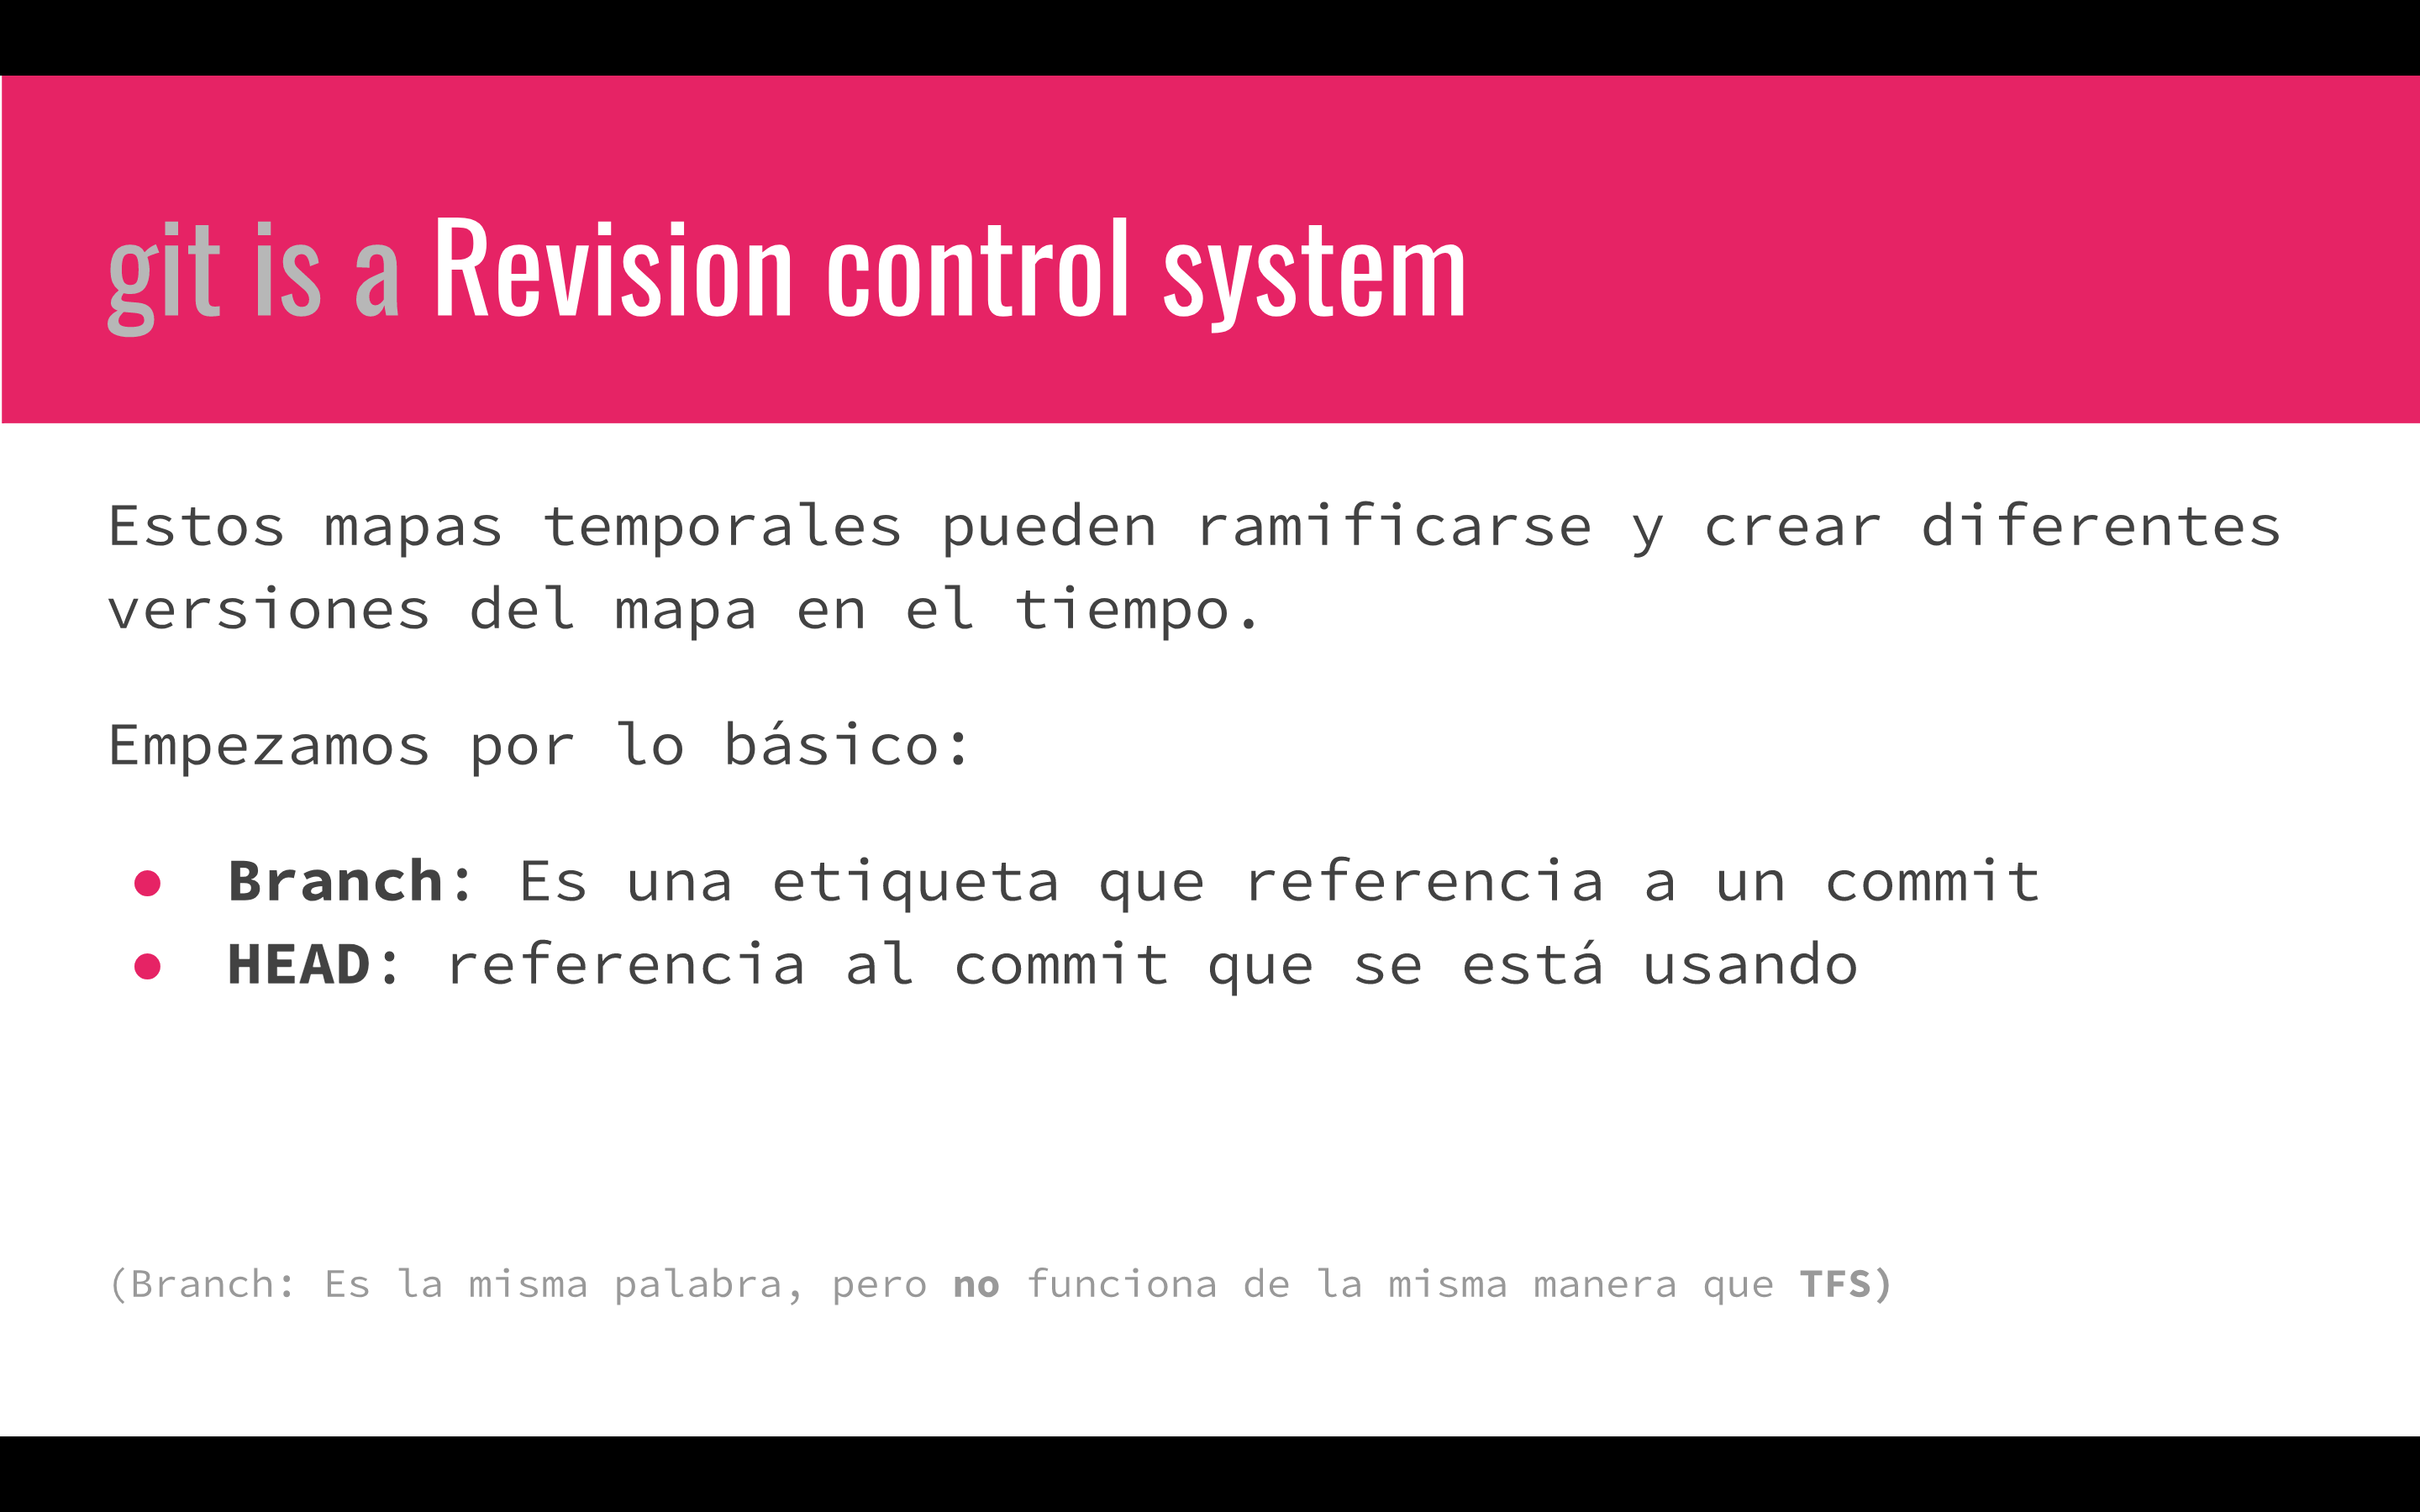 git is a Revision control system
Estos mapas temporales pueden ramificarse y crear diferentes
versiones del mapa en el tiempo.
Empezamos por lo básico:
● Branch: Es una etiqueta que referencia a un commit
● HEAD: referencia al commit que se está usando
(Branch: Es la misma palabra, pero no funciona de la misma manera que TFS)